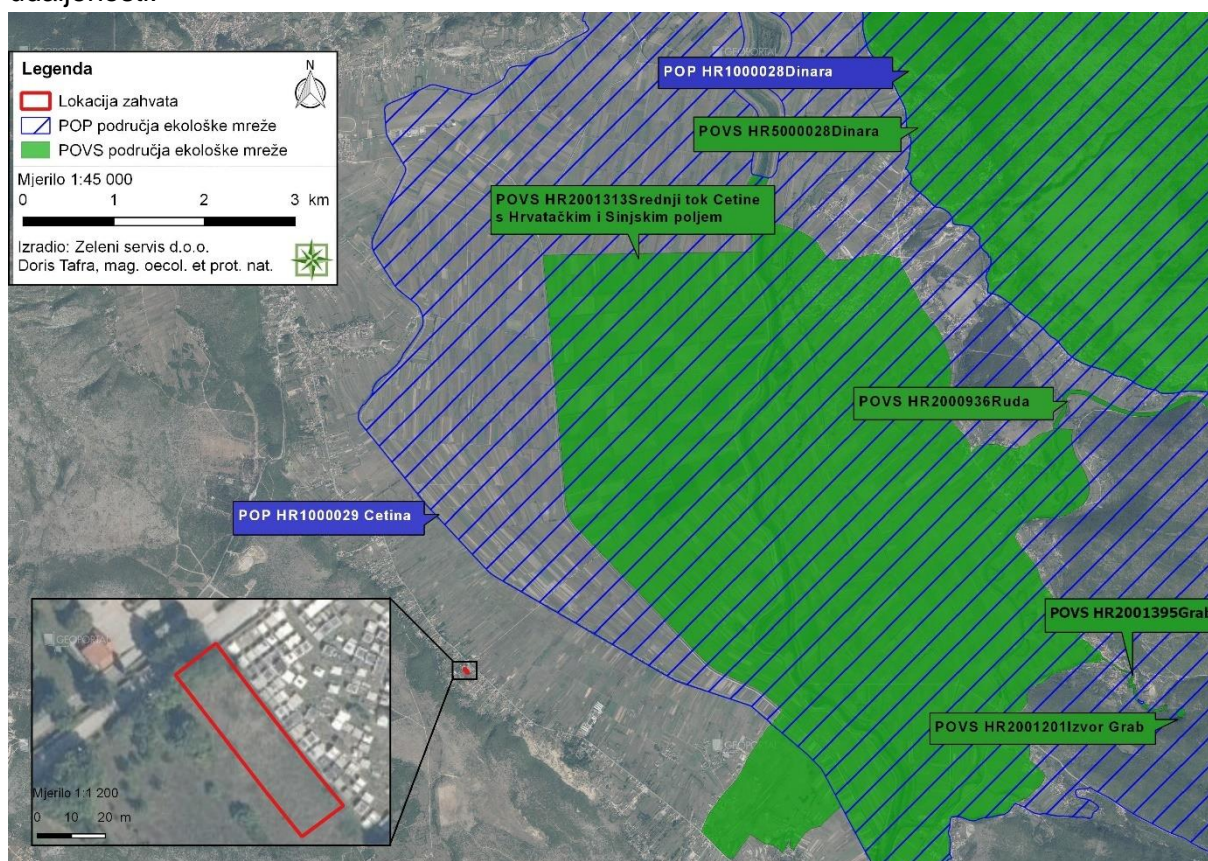 udaljenosti.
Legenda
N
Lokacija zahvata
POP područja ekološke mreže
POVS područja ekološke mreže
Mjerilo 1:45 000
0 1 2 3 km
Izradio: Zeleni servis d.o.o.
Doris Tafra, mag. oecol. et prot. nat.
GEOPORTAL
POP HR1000028Dinara
POVS HR5000028Dinara
POVS HR2001313Srednji tok Cetine
s Hrvatačkim i Sinjskim poljem
POVS HR2000936Ruda
POP HR1000029 Cetina
POVS HR2001395Grab
POVS HR2001201Izvor Grab
GEOPORTAL
Mjerilo 1:1 200
0 10 20 m